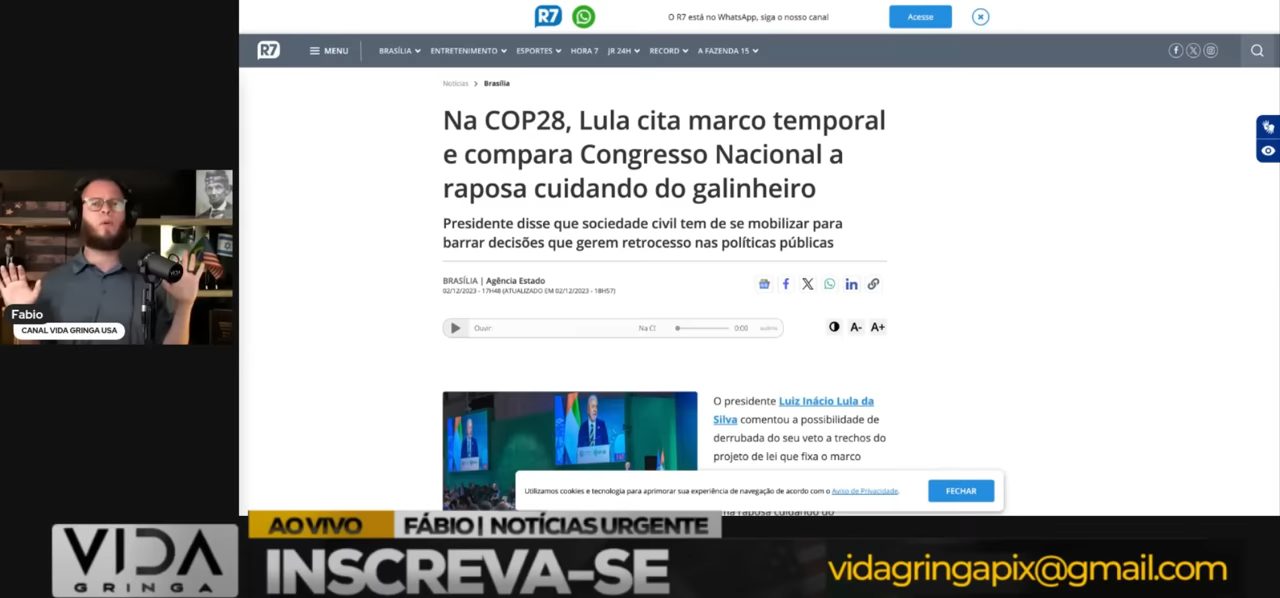 R7
O R7 está no WhatsApp, siga o nosso canal
Acesse
R7
MENU
BRASÍLIA
ENTRETENIMENTO
ESPORTES
HORA 7
JR 24H
RECORD
A FAZENDA 15
Notícias > Brasília
Na COP28, Lula cita marco temporal
e compara Congresso Nacional a
raposa cuidando do galinheiro
Presidente disse que sociedade civil tem de se mobilizar para
barrar decisões que gerem retrocesso nas políticas públicas
BRASÍLIA | Agência Estado
02/12/2023 - 17H48 (ATUALIZADO EM 02/12/2023 - 18H57)
Ouvir:
Na C
0:00
A-
A+
O presidente Luiz Inácio Lula da
Silva comentou a possibilidade de
derrubada do seu veto a trechos do
projeto de lei que fixa o marco
Utilizamos cookies e tecnologia para aprimorar sua experiência de navegação de acordo com o Aviso de Privacidade.
FECHAR
raposa cuidando do
Fabio
CANAL VIDA GRINGA USA
VIDA
GRINGA
AO VIVO
FÁBIO | NOTÍCIAS URGENTE
INSCREVA-SE
vidagringapix@gmail.com